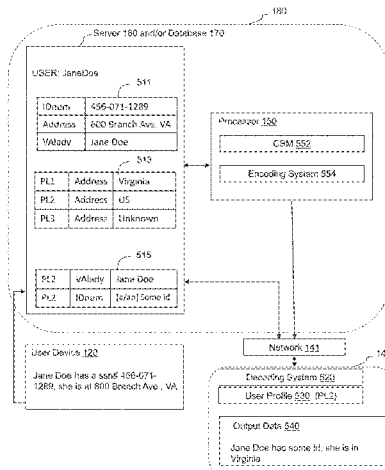 180
Server 160 and/or Database 170
USER: JaneDoe
511
IDnum 456-071-1289
Address 600 Branch Ave, VA
VAlady Jane Doe
513
PL1 Address Virginia
PL2 Address US
PL3 Address Unknown
515
PL2 VAlady Jane Doe
PL2 IDnum [a/an] Some id
Processor 150
CBM 552
Encoding System 554
Network 141
User Device 120
Jane Doe has a ssn# 456-071-
1289, she is at 600 Branch Ave , VA
14
Decoding System 520
User Profile 530 (PL2)
Output Data 540
Jane Doe has some id, she is in
Virginia